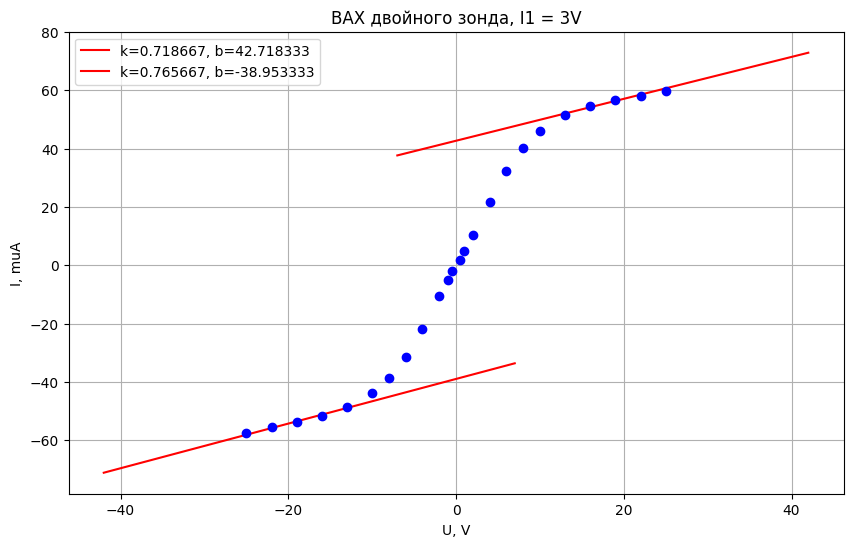 ВАХ двойного зонда, I1 = 3V
k=0.718667, b=42.718333
k=0.765667, b=-38.953333
80
60
40
20
0
−20
−40
−60
I, muA
−40
−20
0
20
40
U, V